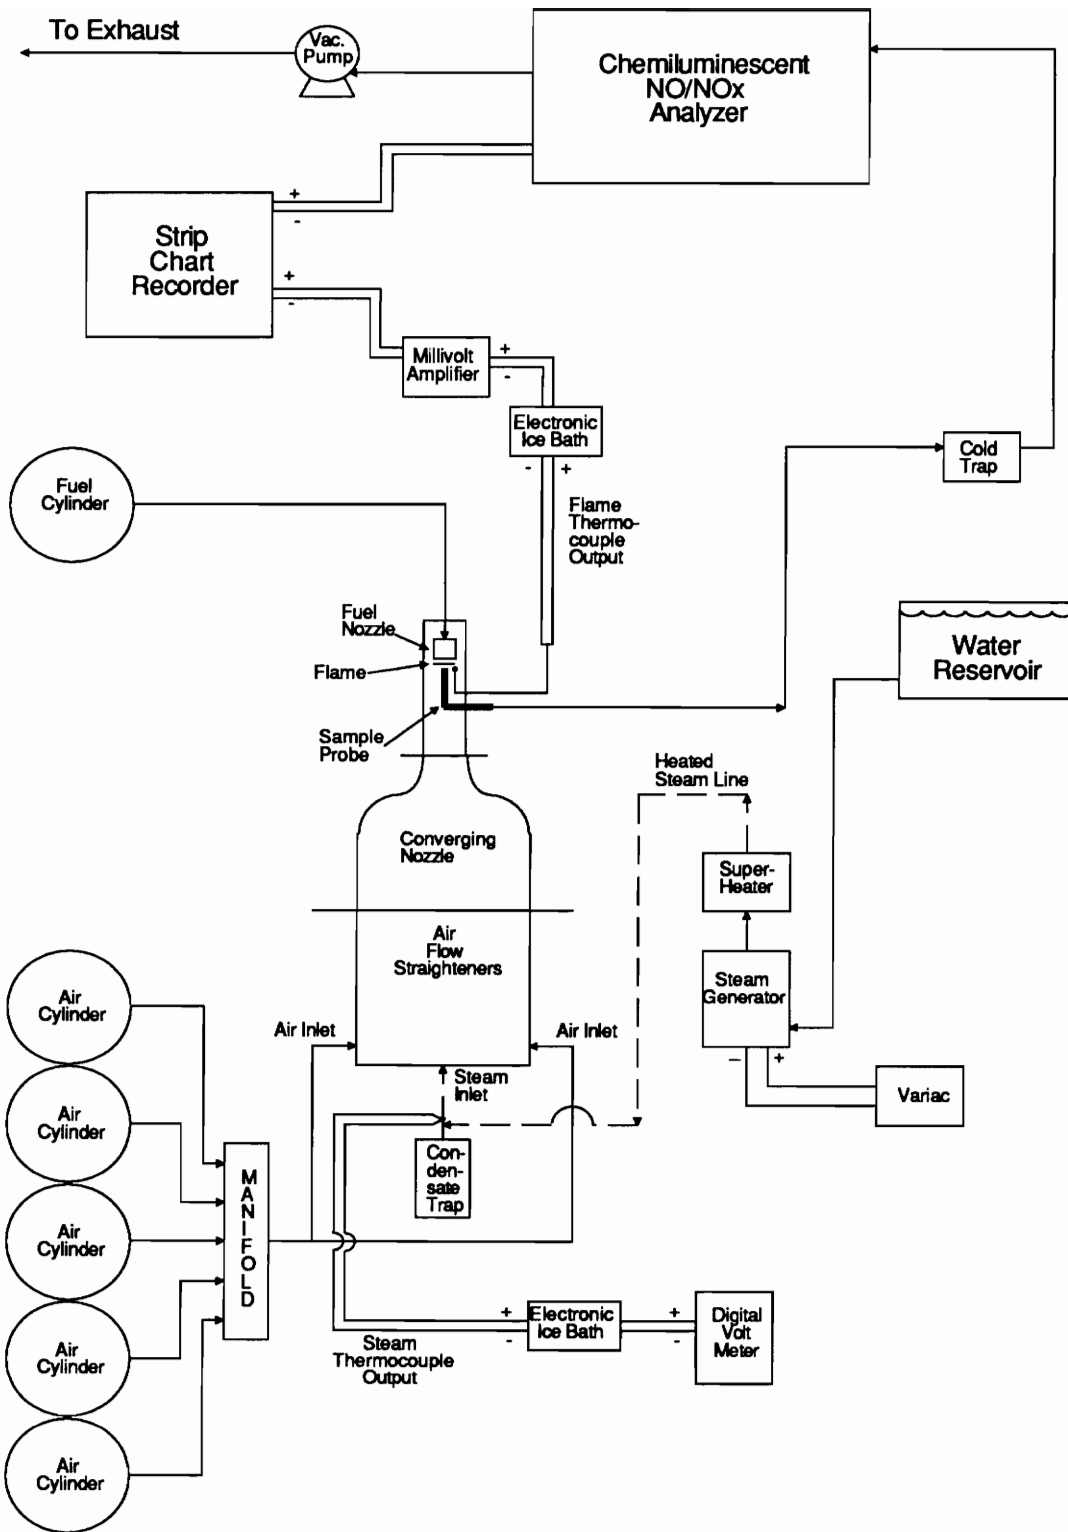 To Exhaust
Vac.
Pump
Chemiluminescent
NO/NOx
Analyzer
+
-
Strip
Chart
Recorder
+
-
Millivolt
Amplifier
+
-
Electronic
Ice Bath
- +
Cold
Trap
Fuel
Cylinder
Flame
Thermo-
couple
Output
Fuel
Nozzle
Flame
Water
Reservoir
Sample
Probe
Heated
Steam Line
Converging
Nozzle
Super-
Heater
Air
Flow
Straighteners
Steam
Generator
- +
Variac
Air
Cylinder
Air Inlet
Air Inlet
Steam
Inlet
Air
Cylinder
Con-
den-
sate
Trap
MANIFOLD
Air
Cylinder
Air
Cylinder
Steam
Thermocouple
Output
+
-
Electronic
Ice Bath
+
-
Digital
Volt
Meter
Air
Cylinder